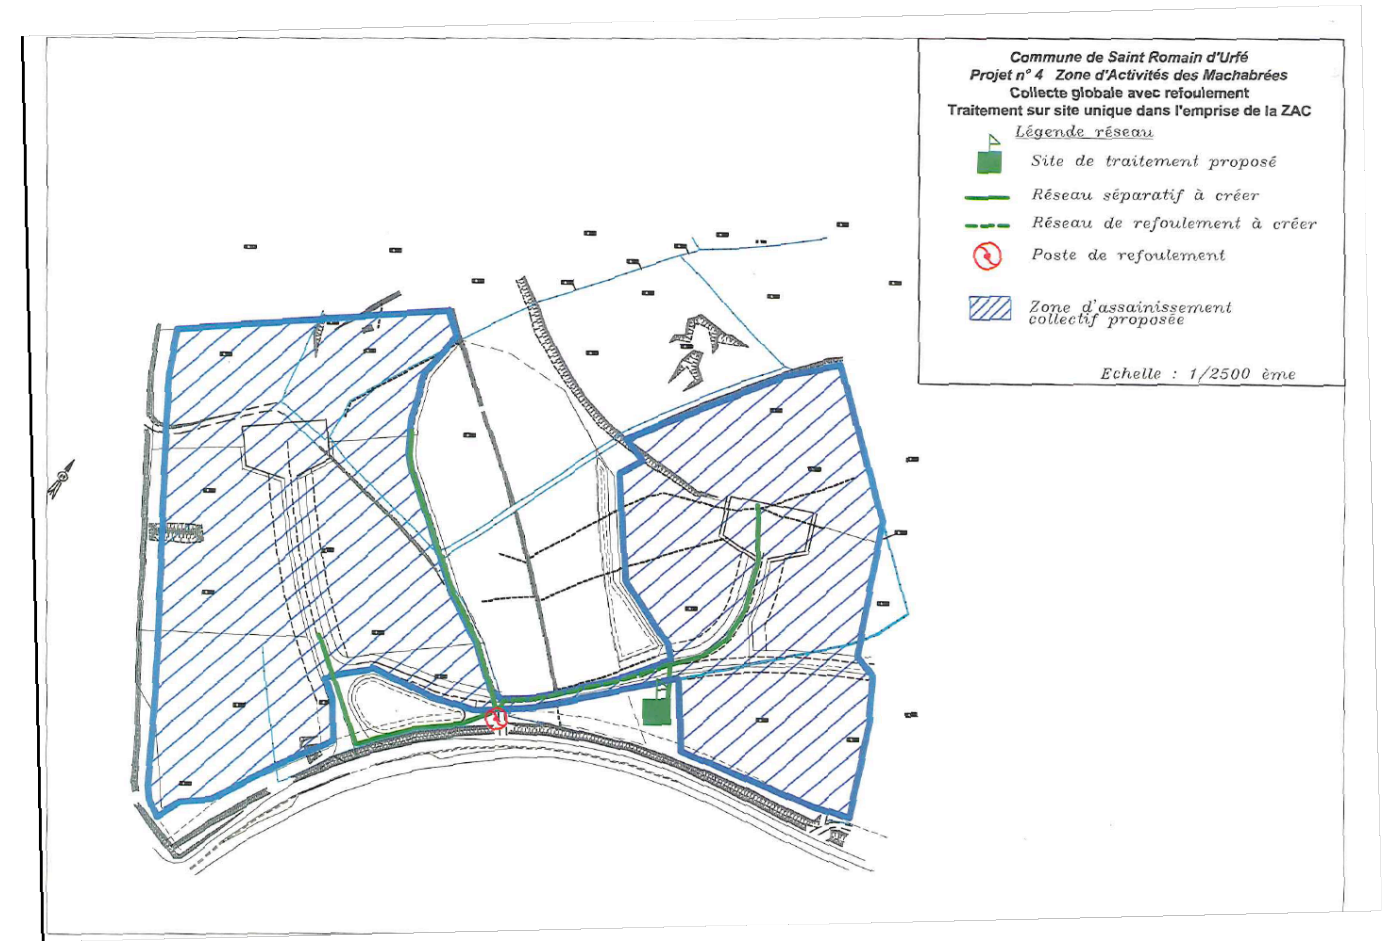 Commune de Saint Romain d'Urfé
Projet n° 4 Zone d'Activités des Machabrées
Collecte globale avec refoulement
Traitement sur site unique dans l'emprise de la ZAC
Légende réseau
Site de traitement proposé
Réseau séparatif à créer
Réseau de refoulement à créer
Poste de refoulement
Zone d'assainissement
collectif proposée
Echelle : 1/2500 ème